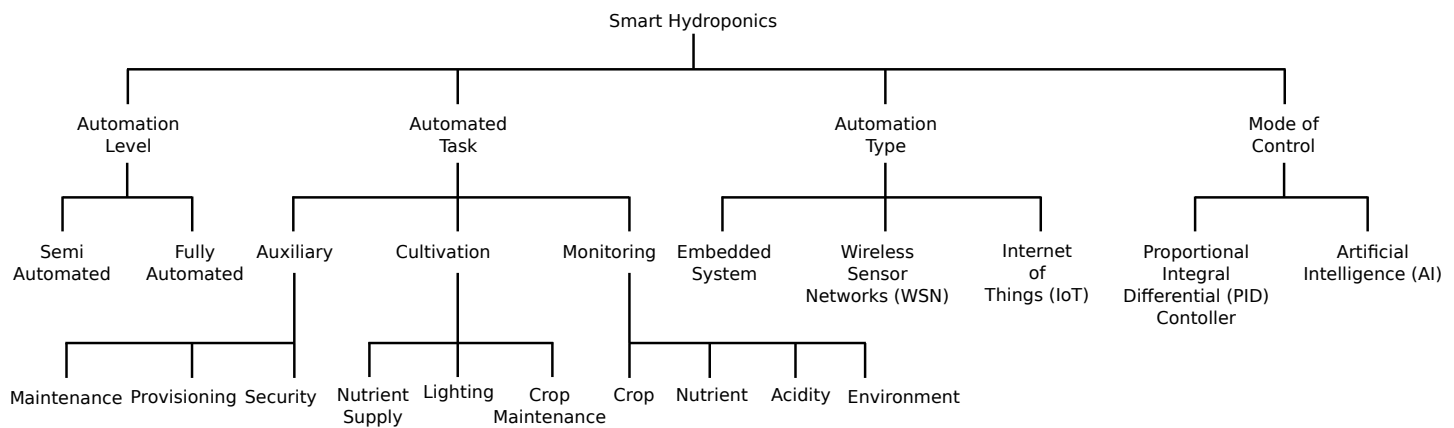 Smart Hydroponics
Automation
Level
Automated
Task
Automation
Type
Mode of
Control
Semi
Automated
Fully
Automated
Auxiliary
Cultivation
Monitoring
Embedded
System
Wireless
Sensor
Networks (WSN)
Internet
of
Things (IoT)
Proportional
Integral
Differential (PID)
Contoller
Artificial
Intelligence (AI)
Maintenance
Provisioning
Security
Nutrient
Supply
Lighting
Crop
Maintenance
Crop
Nutrient
Acidity
Environment